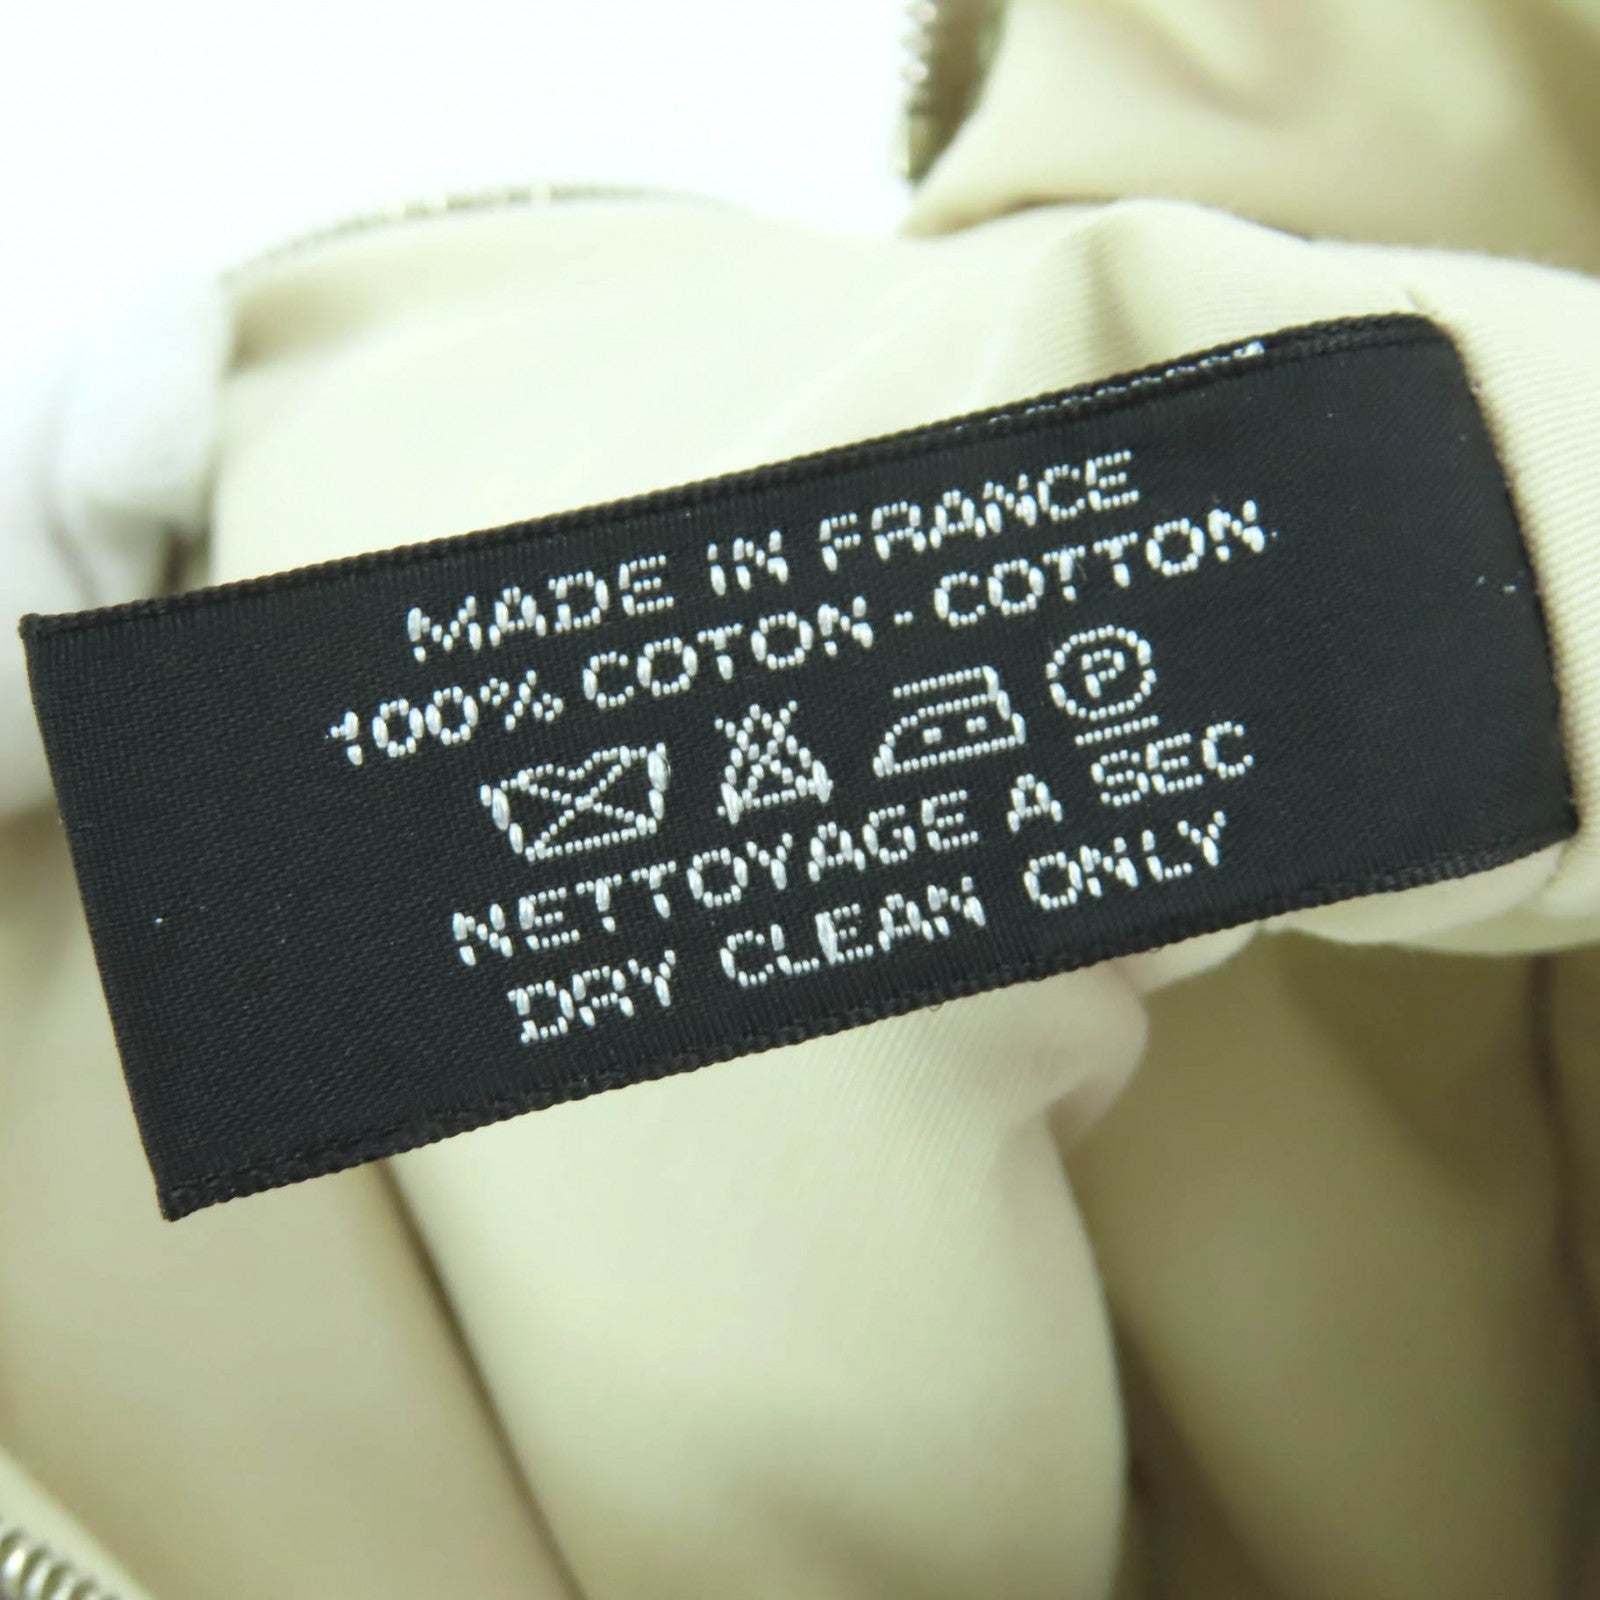 MADE IN FRANCE
100% COTON - COTTON
P
NETTOYAGE A SEC
DRY CLEAN ONLY